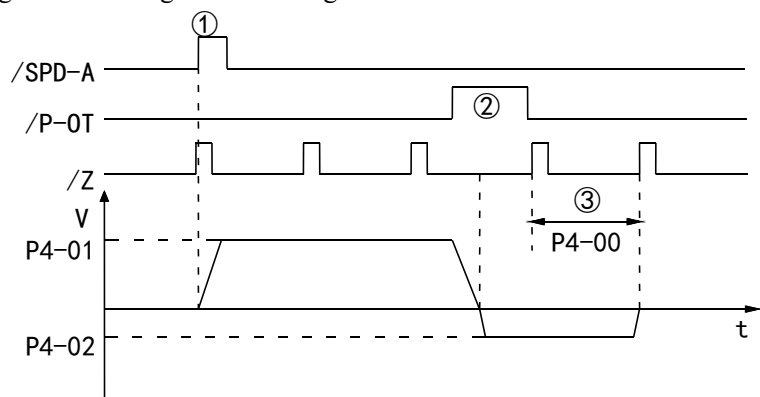 ①
/SPD-A
②
/P-OT
/Z
③
V
P4-01
P4-00
t
P4-02